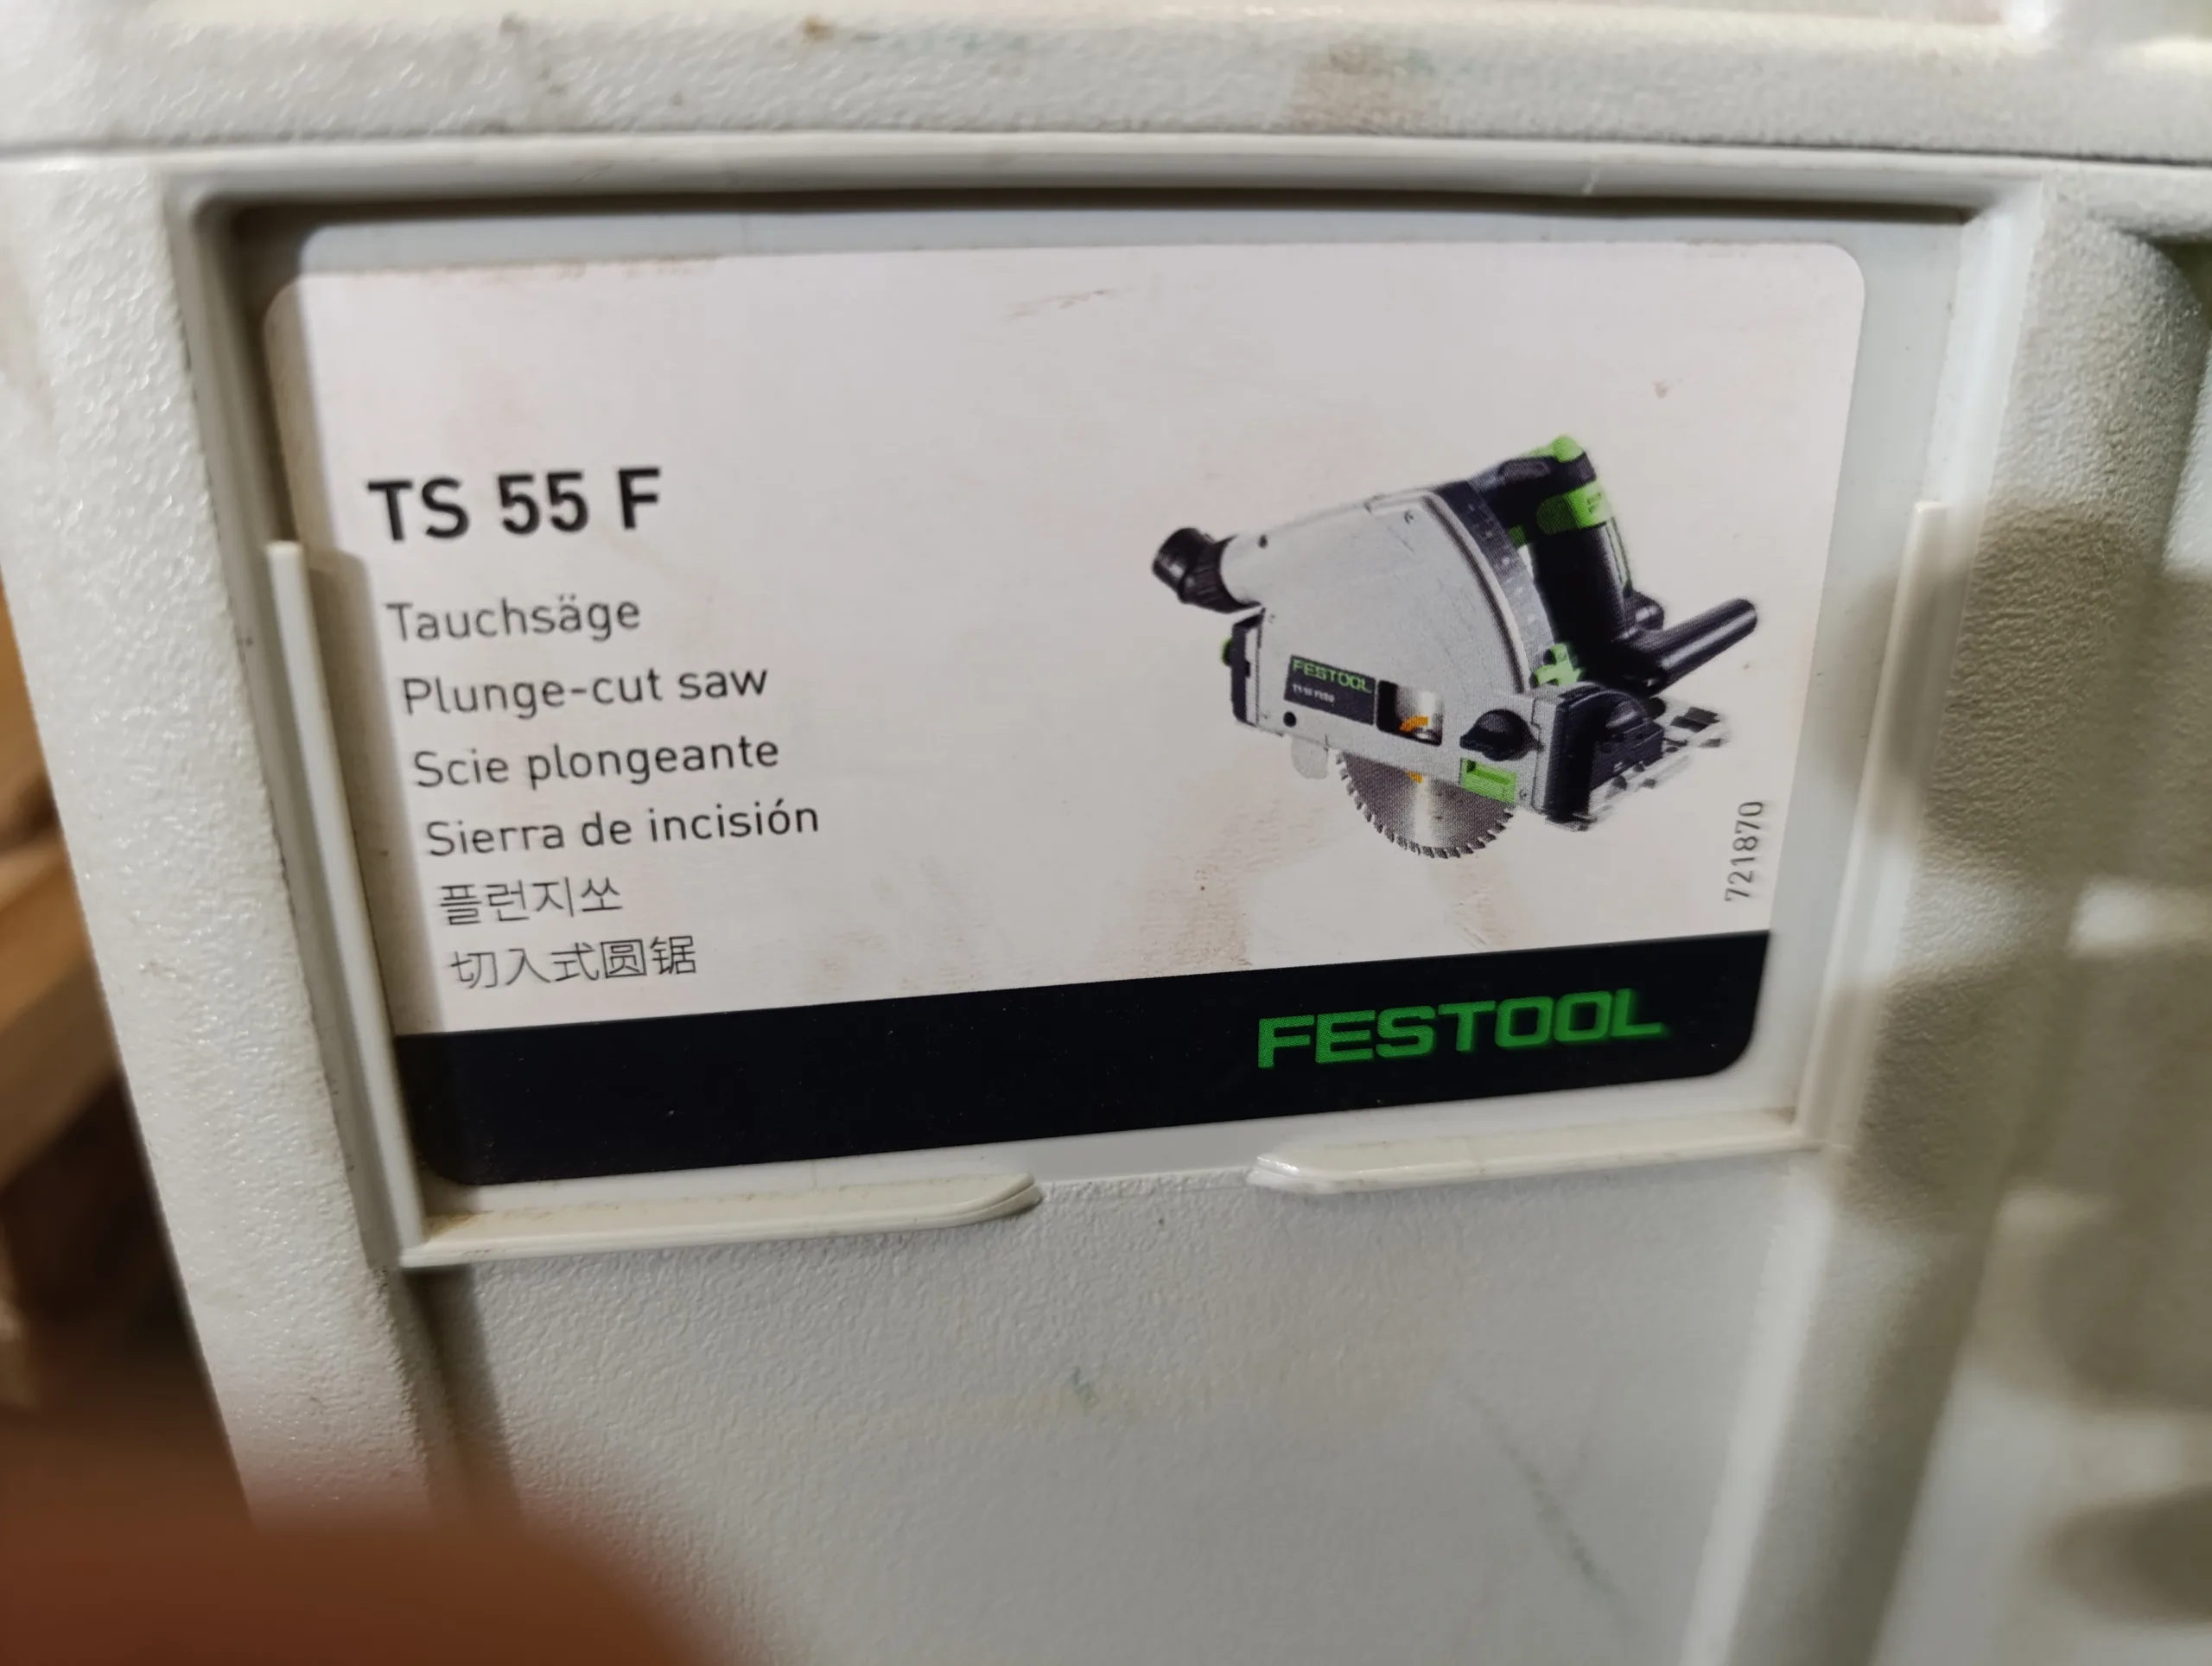 TS 55 F
Tauchsäge
Plunge-cut saw
Scie plongeante
Sierra de incisión
플런지쏘
切入式圆锯
FESTOOL
721870
FESTOOL